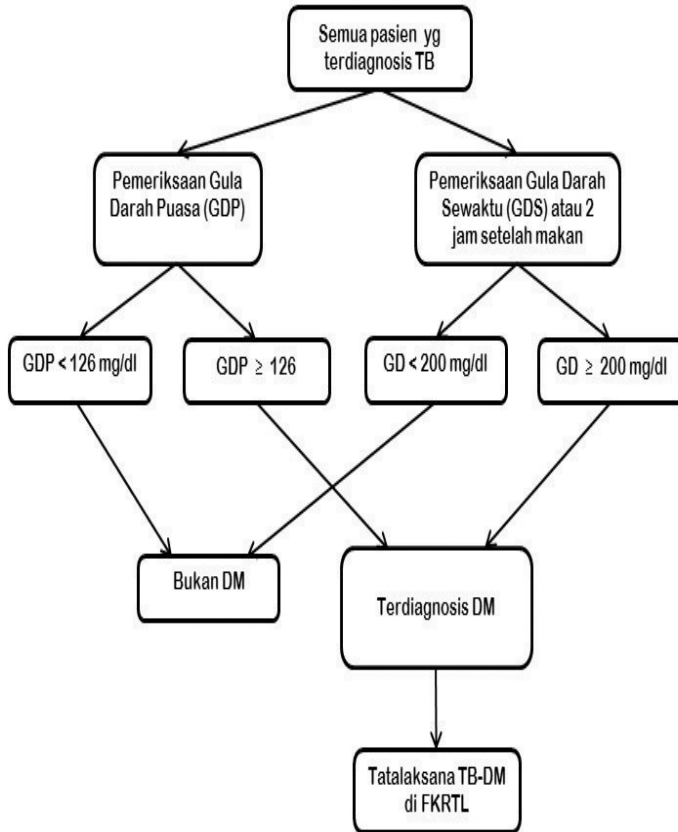 Semua pasien yg
terdiagnosis TB
Pemeriksaan Gula
Darah Puasa (GDP)
Pemeriksaan Gula Darah
Sewaktu (GDS) atau 2
jam setelah makan
GDP < 126 mg/dl
GDP ≥ 126
GD < 200 mg/dl
GD ≥ 200 mg/dl
Bukan DM
Terdiagnosis DM
Tatalaksana TB-DM
di FKRTL